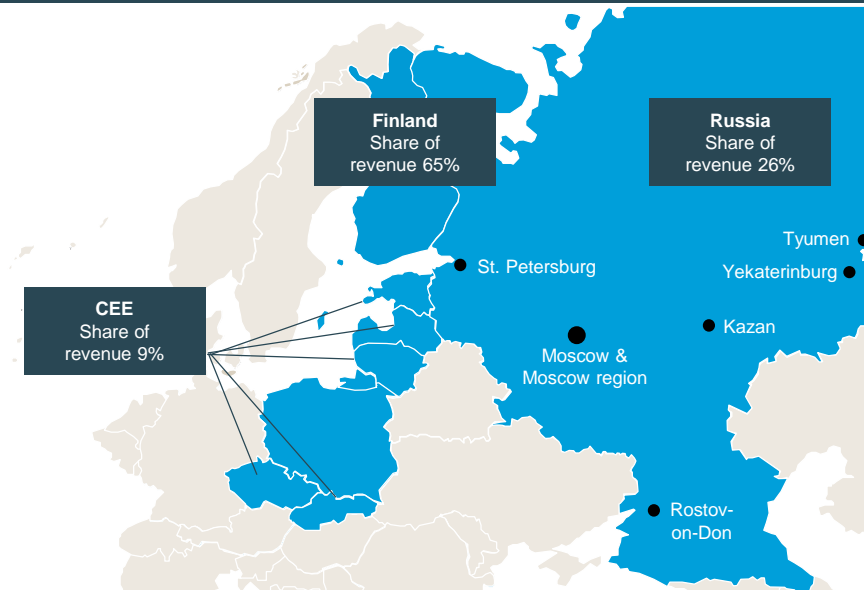 Finland
Share of
revenue 65%
Russia
Share of
revenue 26%
Tyumen
St. Petersburg
Yekaterinburg
CEE
Share of
revenue 9%
Kazan
Moscow &
Moscow region
Rostov-
on-Don